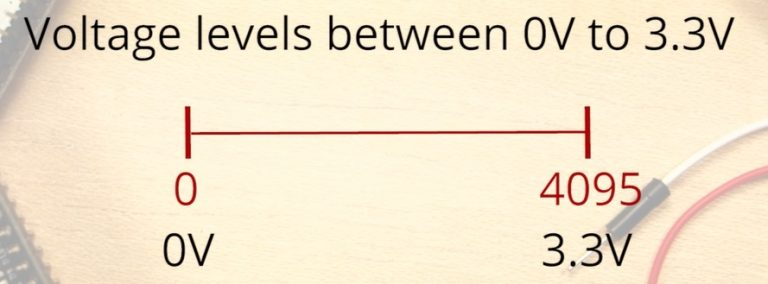 Voltage levels between 0V to 3.3V
0 4095
0V 3.3V